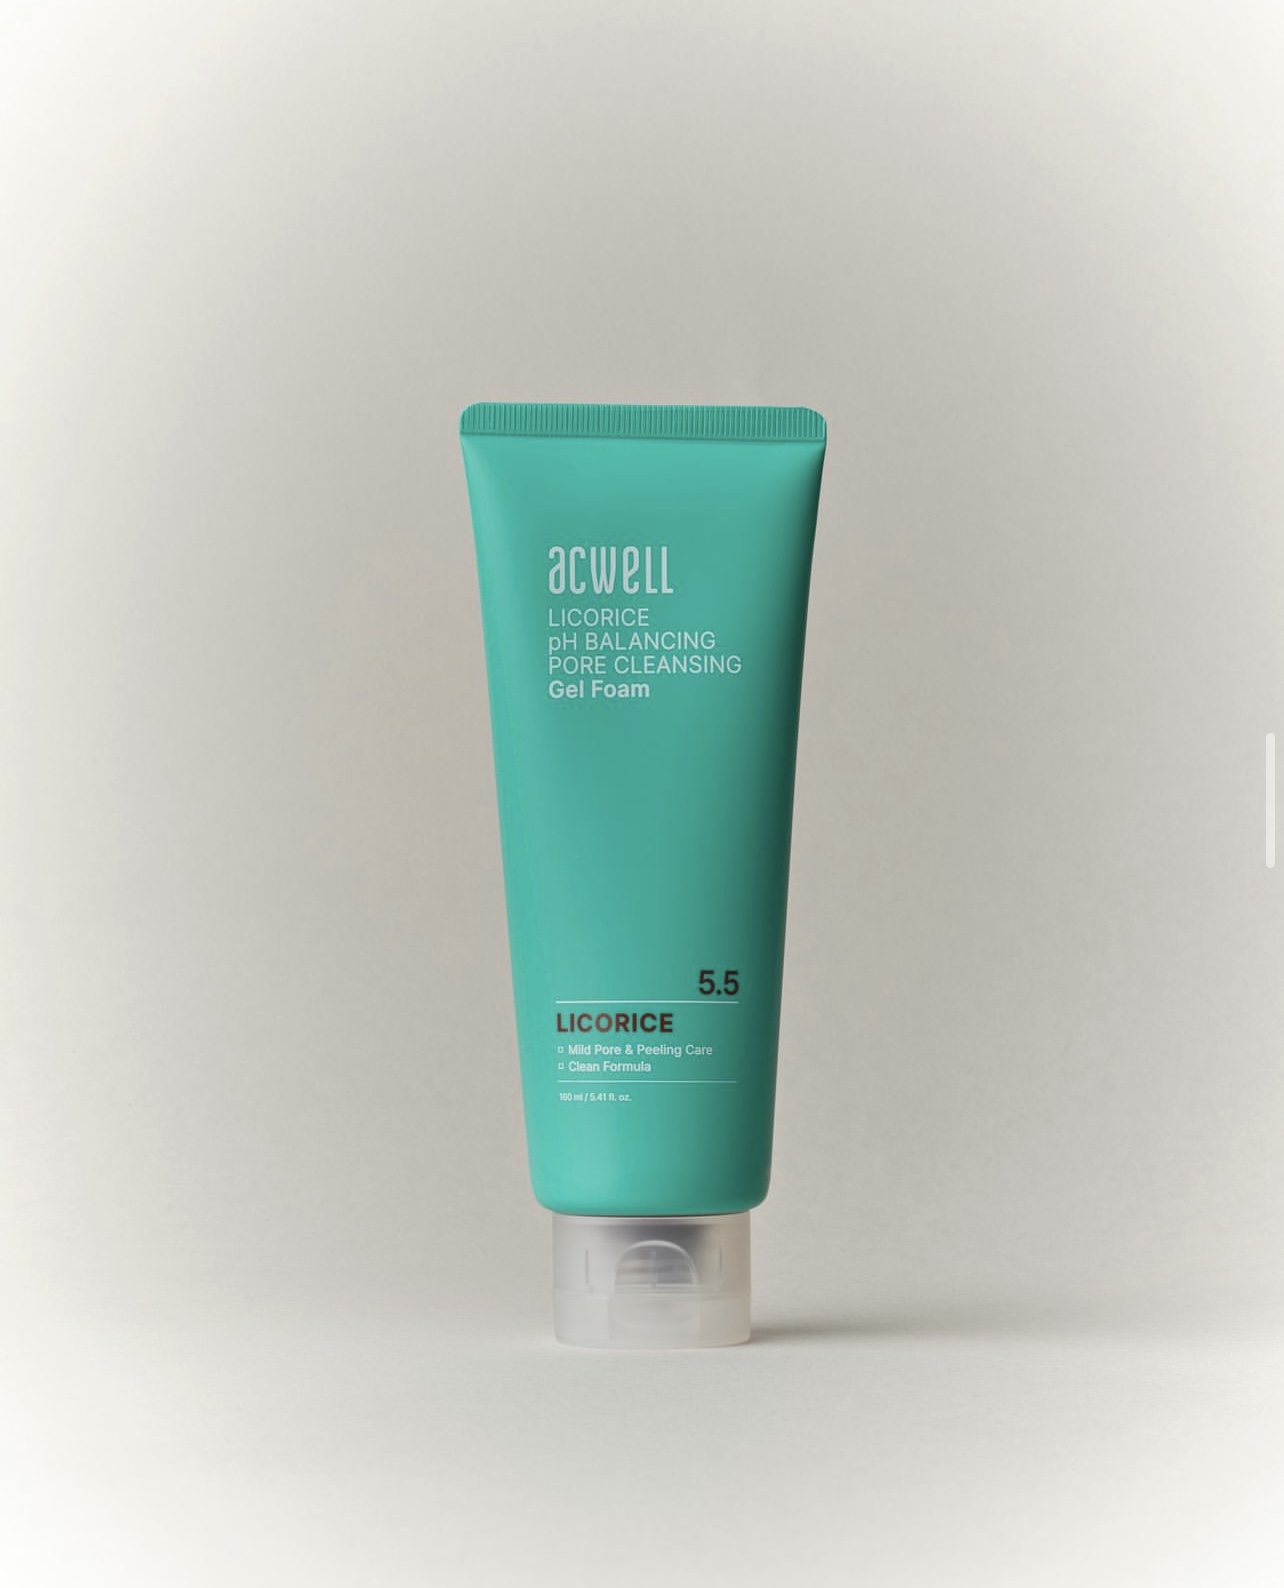 acwell
LICORICE
pH BALANCING
PORE CLEANSING
Gel Foam
5.5
LICORICE
Mild Pore & Peeling Care
Clean Formula
160 ml / 5.41 fl. oz.